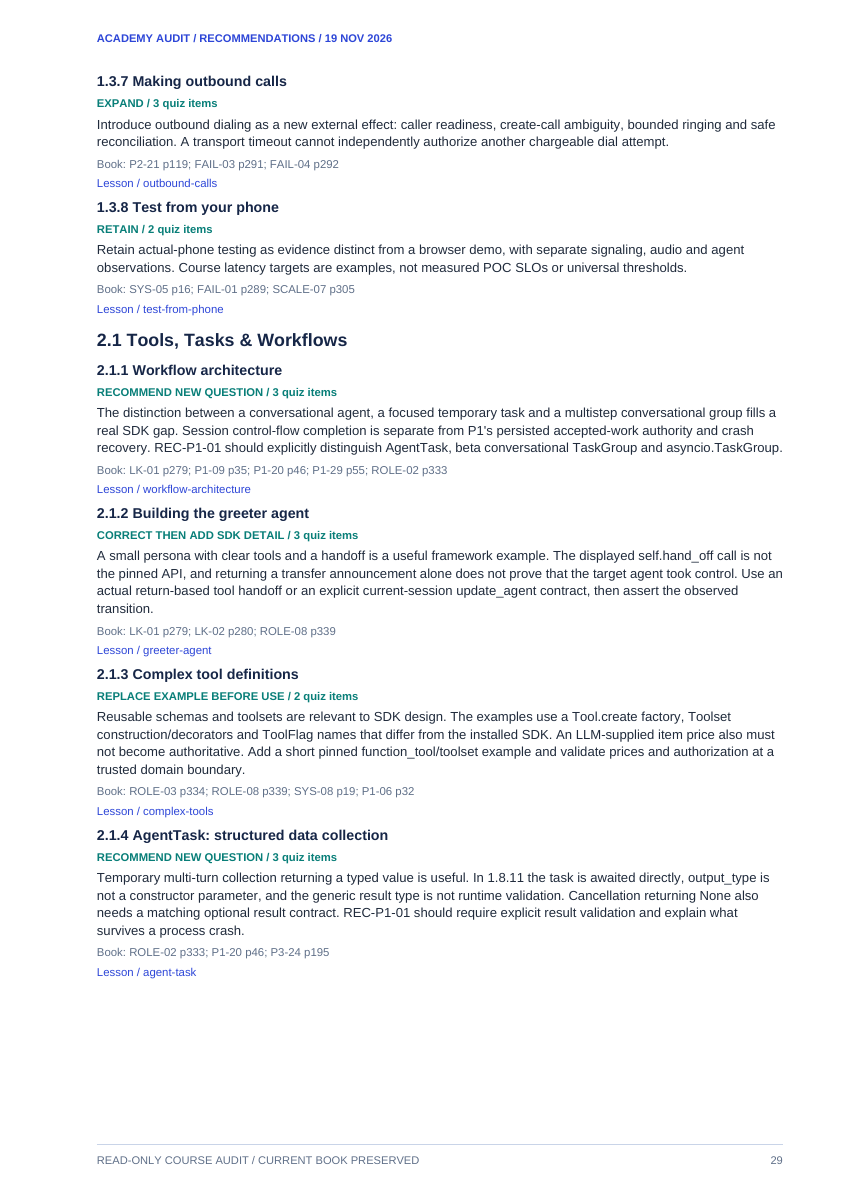 ACADEMY AUDIT / RECOMMENDATIONS / 19 NOV 2026
1.3.7 Making outbound calls
EXPAND / 3 quiz items
Introduce outbound dialing as a new external effect: caller readiness, create-call ambiguity, bounded ringing and safe
reconciliation. A transport timeout cannot independently authorize another chargeable dial attempt.
Book: P2-21 p119; FAIL-03 p291; FAIL-04 p292
Lesson / outbound-calls
1.3.8 Test from your phone
RETAIN / 2 quiz items
Retain actual-phone testing as evidence distinct from a browser demo, with separate signaling, audio and agent
observations. Course latency targets are examples, not measured POC SLOs or universal thresholds.
Book: SYS-05 p16; FAIL-01 p289; SCALE-07 p305
Lesson / test-from-phone
2.1 Tools, Tasks & Workflows
2.1.1 Workflow architecture
RECOMMEND NEW QUESTION / 3 quiz items
The distinction between a conversational agent, a focused temporary task and a multistep conversational group fills a
real SDK gap. Session control-flow completion is separate from P1's persisted accepted-work authority and crash
recovery. REC-P1-01 should explicitly distinguish AgentTask, beta conversational TaskGroup and asyncio.TaskGroup.
Book: LK-01 p279; P1-09 p35; P1-20 p46; P1-29 p55; ROLE-02 p333
Lesson / workflow-architecture
2.1.2 Building the greeter agent
CORRECT THEN ADD SDK DETAIL / 3 quiz items
A small persona with clear tools and a handoff is a useful framework example. The displayed self.hand_off call is not
the pinned API, and returning a transfer announcement alone does not prove that the target agent took control. Use an
actual return-based tool handoff or an explicit current-session update_agent contract, then assert the observed
transition.
Book: LK-01 p279; LK-02 p280; ROLE-08 p339
Lesson / greeter-agent
2.1.3 Complex tool definitions
REPLACE EXAMPLE BEFORE USE / 2 quiz items
Reusable schemas and toolsets are relevant to SDK design. The examples use a Tool.create factory, Toolset
construction/decorators and ToolFlag names that differ from the installed SDK. An LLM-supplied item price also must
not become authoritative. Add a short pinned function_tool/toolset example and validate prices and authorization at a
trusted domain boundary.
Book: ROLE-03 p334; ROLE-08 p339; SYS-08 p19; P1-06 p32
Lesson / complex-tools
2.1.4 AgentTask: structured data collection
RECOMMEND NEW QUESTION / 3 quiz items
Temporary multi-turn collection returning a typed value is useful. In 1.8.11 the task is awaited directly, output_type is
not a constructor parameter, and the generic result type is not runtime validation. Cancellation returning None also
needs a matching optional result contract. REC-P1-01 should require explicit result validation and explain what
survives a process crash.
Book: ROLE-02 p333; P1-20 p46; P3-24 p195
Lesson / agent-task
READ-ONLY COURSE AUDIT / CURRENT BOOK PRESERVED
29